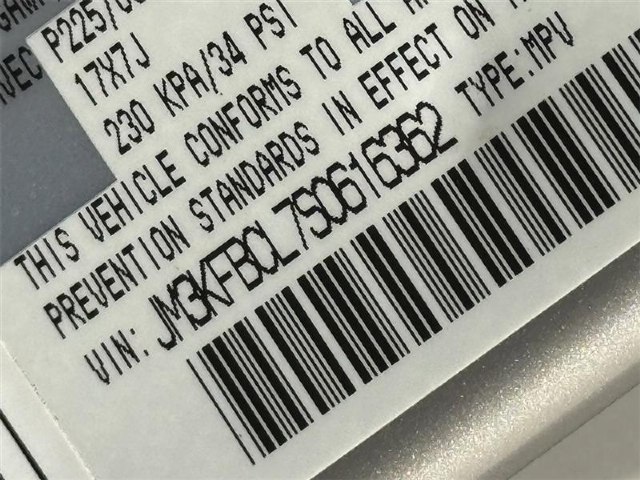 P225/
17X7J
230 KPA/34 PSI
THIS VEHICLE CONFORMS TO ALL
PREVENTION STANDARDS IN EFFECT ON
VIN: JM3KFBCL7S0616362 TYPE:MPV